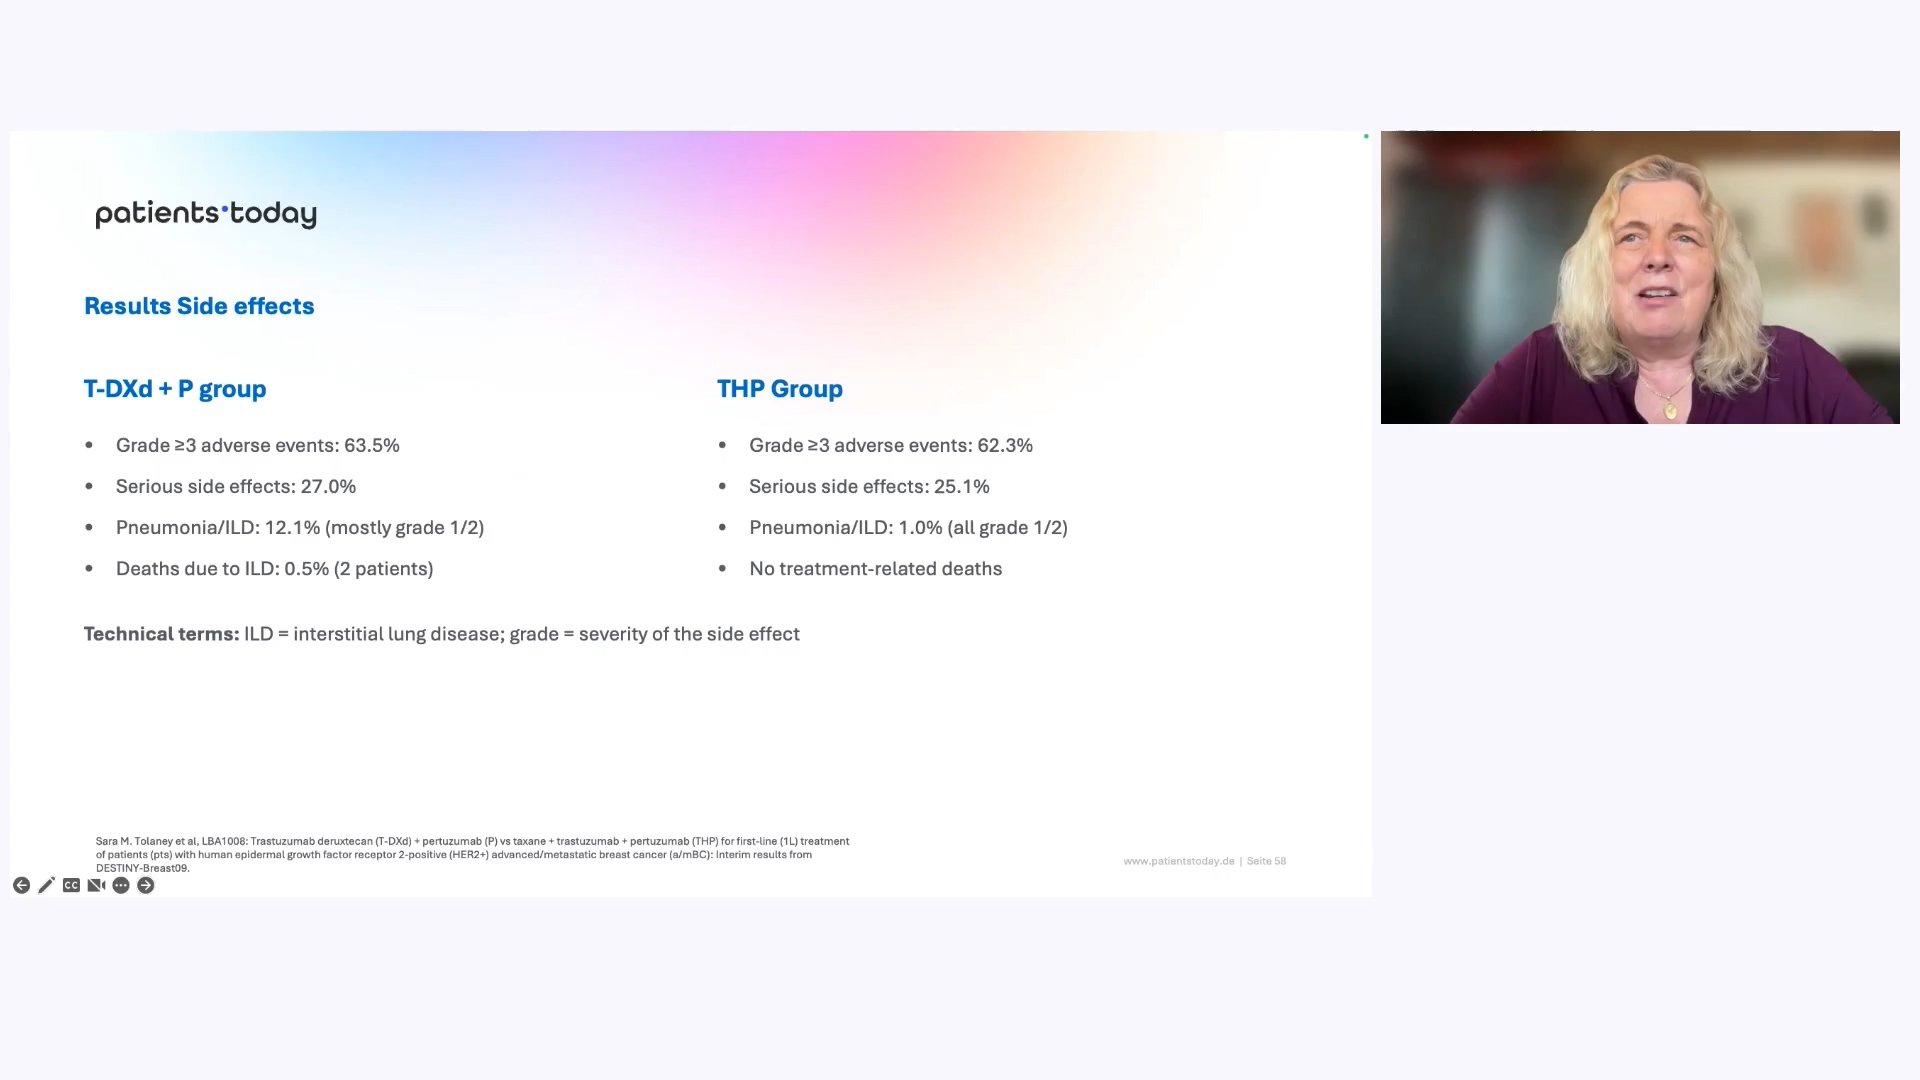 patients•today
Results Side effects
T-DXd + P group
• Grade ≥3 adverse events: 63.5%
• Serious side effects: 27.0%
• Pneumonia/ILD: 12.1% (mostly grade 1/2)
• Deaths due to ILD: 0.5% (2 patients)
THP Group
• Grade ≥3 adverse events: 62.3%
• Serious side effects: 25.1%
• Pneumonia/ILD: 1.0% (all grade 1/2)
• No treatment-related deaths
Technical terms: ILD = interstitial lung disease; grade = severity of the side effect
Sara M. Tolaney et al, LBA1008: Trastuzumab deruxtecan (T-DXd) + pertuzumab (P) vs taxane + trastuzumab + pertuzumab (THP) for first-line (1L) treatment
of patients (pts) with human epidermal growth factor receptor 2-positive (HER2+) advanced/metastatic breast cancer (a/mBC): Interim results from
DESTINY-Breast09.
www.patientstoday.de | Seite 58
CC